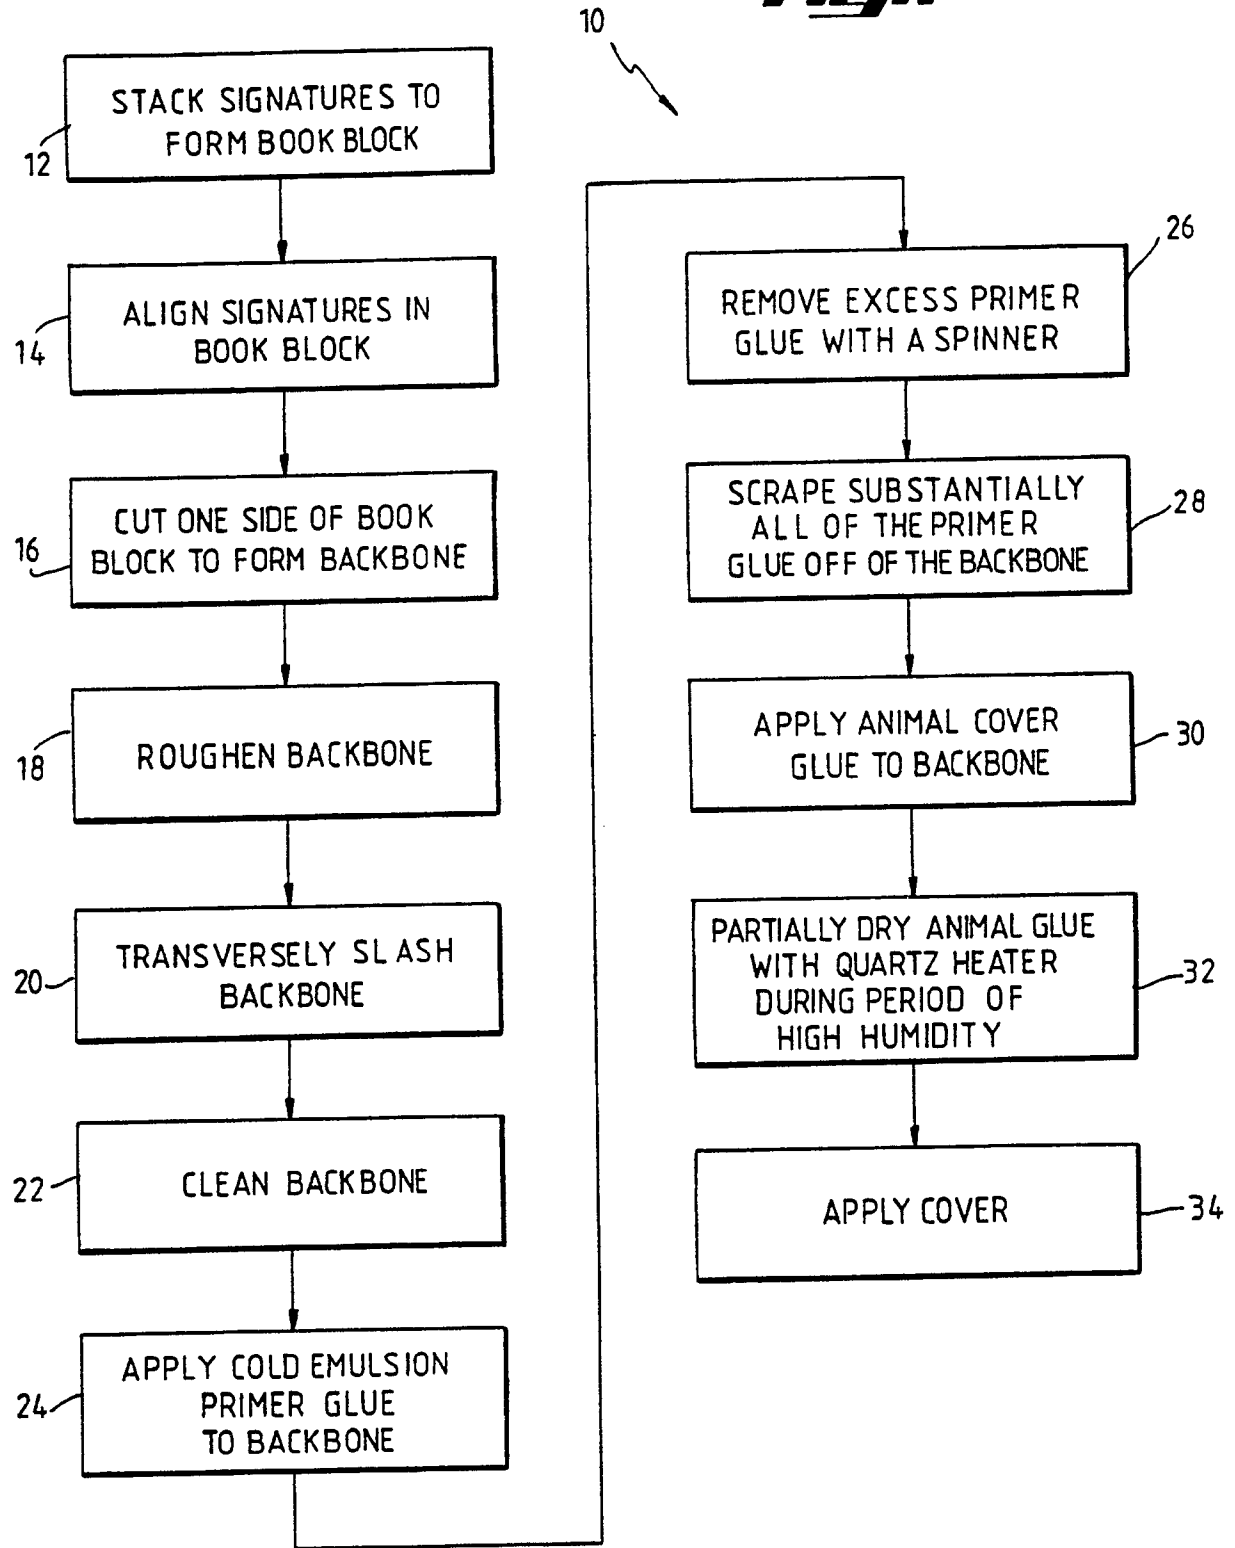 10
STACK SIGNATURES TO
FORM BOOK BLOCK
12
ALIGN SIGNATURES IN
BOOK BLOCK
14
CUT ONE SIDE OF BOOK
BLOCK TO FORM BACKBONE
16
ROUGHEN BACKBONE
18
TRANSVERSELY SLASH
BACKBONE
20
CLEAN BACKBONE
22
APPLY COLD EMULSION
PRIMER GLUE
TO BACKBONE
24
26
REMOVE EXCESS PRIMER
GLUE WITH A SPINNER
SCRAPE SUBSTANTIALLY
ALL OF THE PRIMER
GLUE OFF OF THE BACKBONE
28
APPLY ANIMAL COVER
GLUE TO BACKBONE
30
PARTIALLY DRY ANIMAL GLUE
WITH QUARTZ HEATER
DURING PERIOD OF
HIGH HUMIDITY
32
APPLY COVER
34